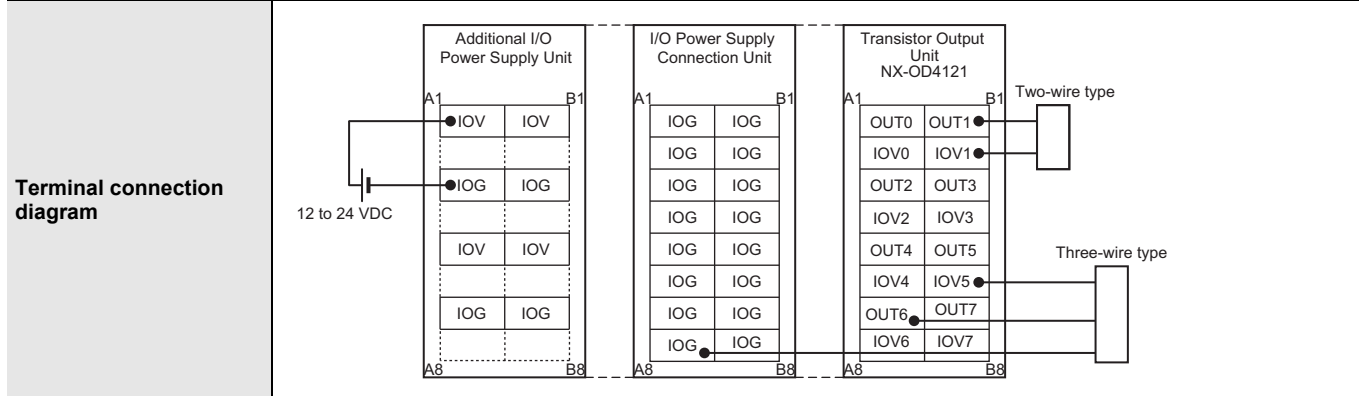 Terminal connection
diagram
Additional I/O
Power Supply Unit
A1 B1
IOV IOV
IOG IOG
IOV IOV
IOG IOG
A8 B8
12 to 24 VDC
I/O Power Supply
Connection Unit
A1 B1
IOG IOG
IOG IOG
IOG IOG
IOG IOG
IOG IOG
IOG IOG
IOG IOG
IOG IOG
A8 B8
Transistor Output
Unit
NX-OD4121
A1 B1
OUT0 OUT1
IOV0 IOV1
OUT2 OUT3
IOV2 IOV3
OUT4 OUT5
IOV4 IOV5
OUT6 OUT7
IOV6 IOV7
A8 B8
Two-wire type
Three-wire type